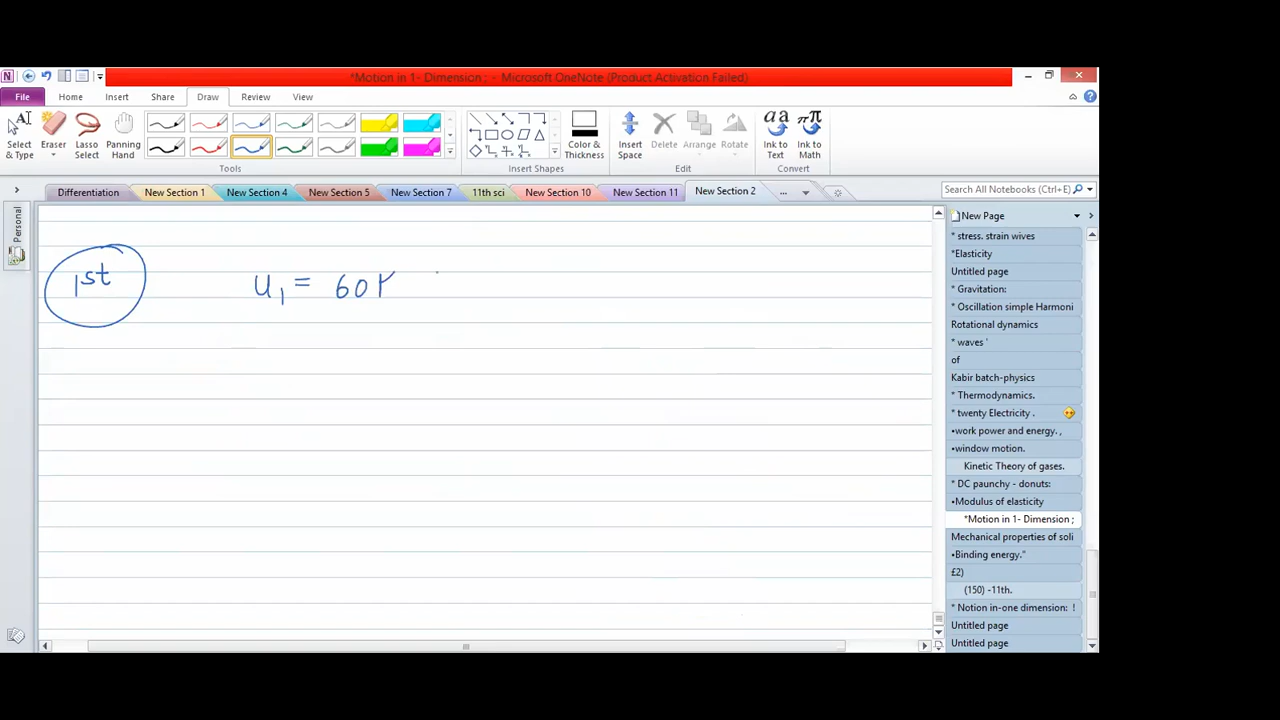 *Motion in 1- Dimension ; - Microsoft OneNote (Product Activation Failed)
File Home Insert Share Draw Review View
Select & Type
Eraser
Lasso Select
Panning Hand
Insert Space
Delete
Arrange
Rotate
Color & Thickness
Ink to Text
Ink to Math
Tools
Insert Shapes
Edit
Convert
Differentiation New Section 1 New Section 4 New Section 5 New Section 7 11th sci New Section 10 New Section 11 New Section 2 ...
Search All Notebooks (Ctrl+E)
Personal
1st u₁ = 60
New Page
* stress. strain wives
*Elasticity
Untitled page
* Gravitation:
* Oscillation simple Harmoni
Rotational dynamics
* waves '
of
Kabir batch-physics
* Thermodynamics.
* twenty Electricity .
•work power and energy. ,
•window motion.
Kinetic Theory of gases.
* DC paunchy - donuts:
•Modulus of elasticity
*Motion in 1- Dimension ;
Mechanical properties of soli
•Binding energy."
£2)
(150) -11th.
* Notion in-one dimension: !
Untitled page
Untitled page